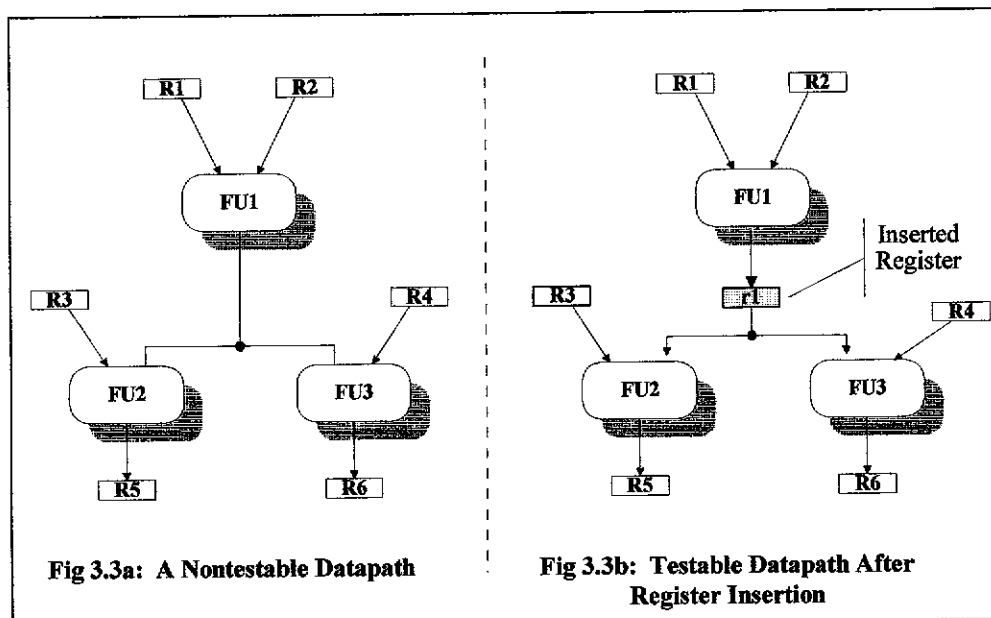 R1 R2
FU1
R3 R4
FU2 FU3
R5 R6
Fig 3.3a: A Nontestable Datapath
R1 R2
FU1
Inserted
Register
r1
R3 R4
FU2 FU3
R5 R6
Fig 3.3b: Testable Datapath After
Register Insertion